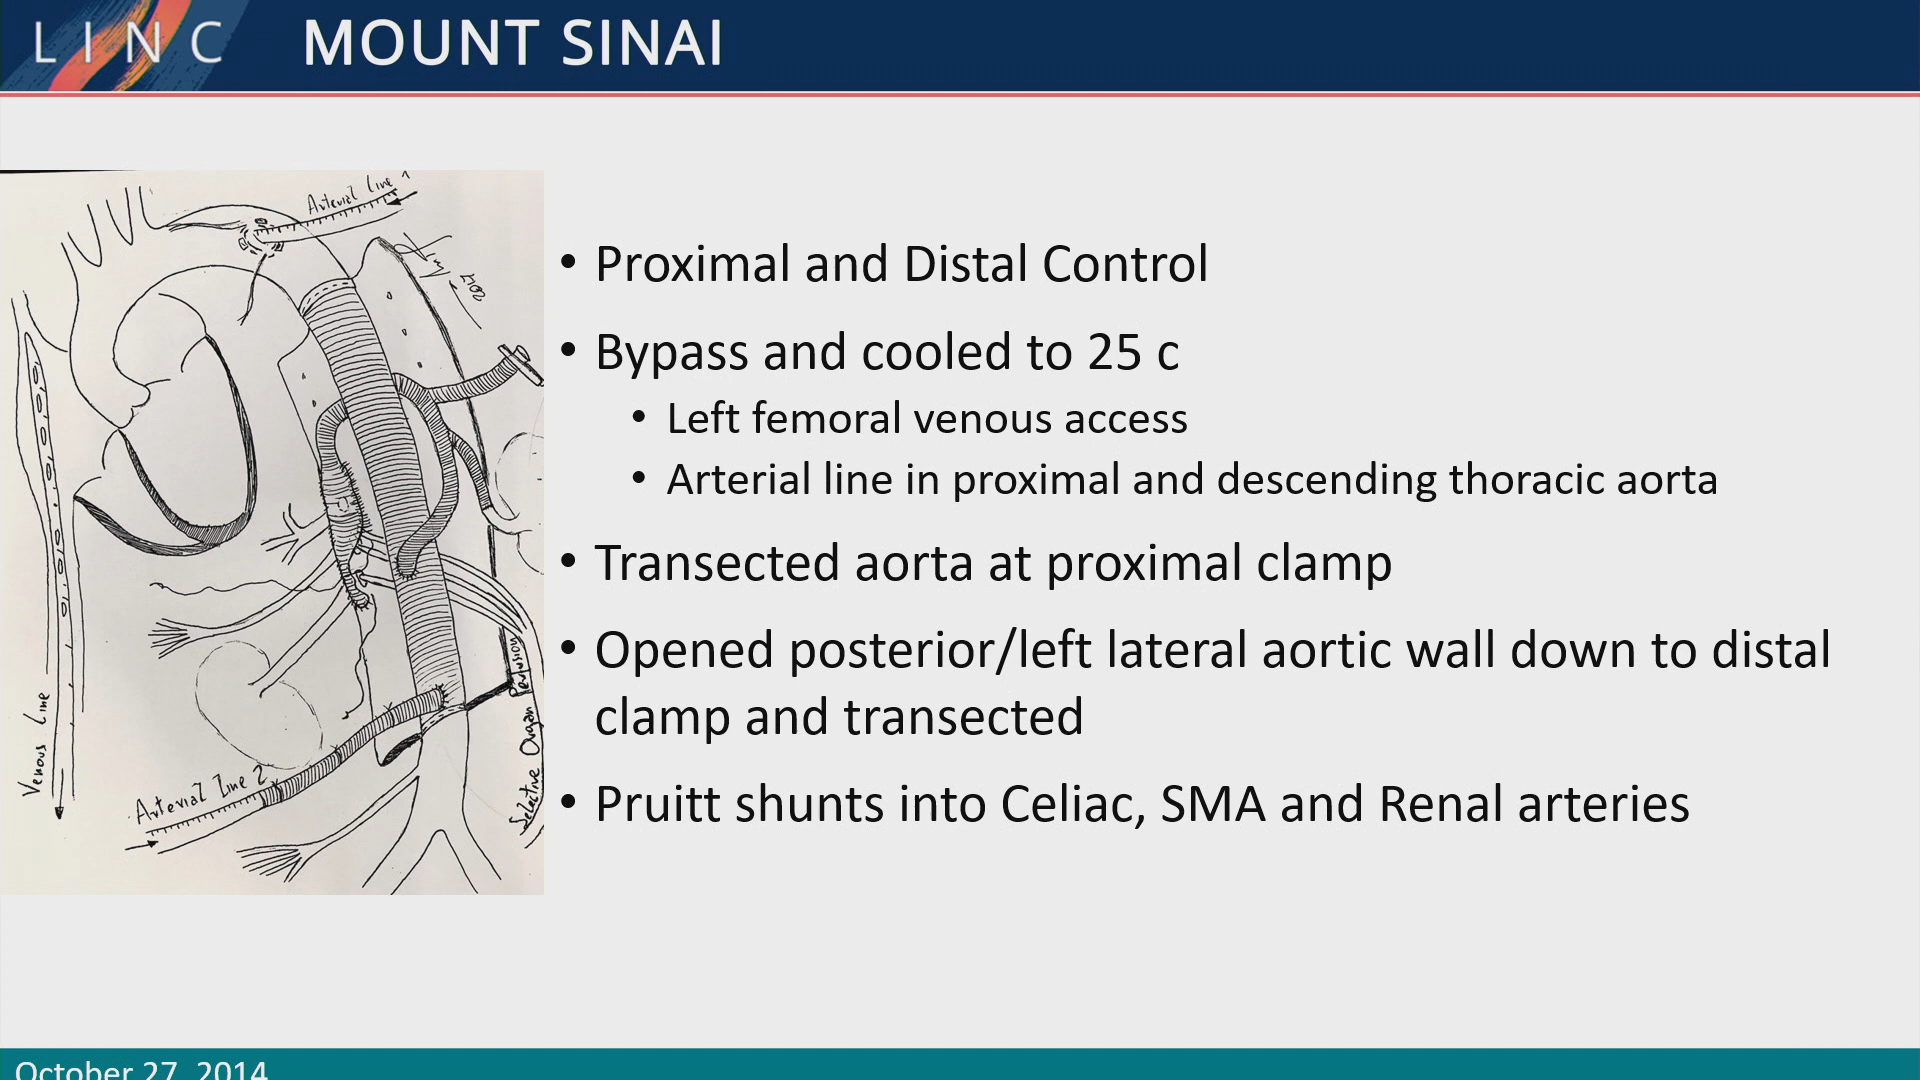 LINC MOUNT SINAI
Arterial Line 1
• Proximal and Distal Control
• Bypass and cooled to 25 c
• Left femoral venous access
• Arterial line in proximal and descending thoracic aorta
• Transected aorta at proximal clamp
• Opened posterior/left lateral aortic wall down to distal
clamp and transected
• Pruitt shunts into Celiac, SMA and Renal arteries
Venous Line
Arterial Line 2
Selective Organ
Perfusion
October 27, 2014